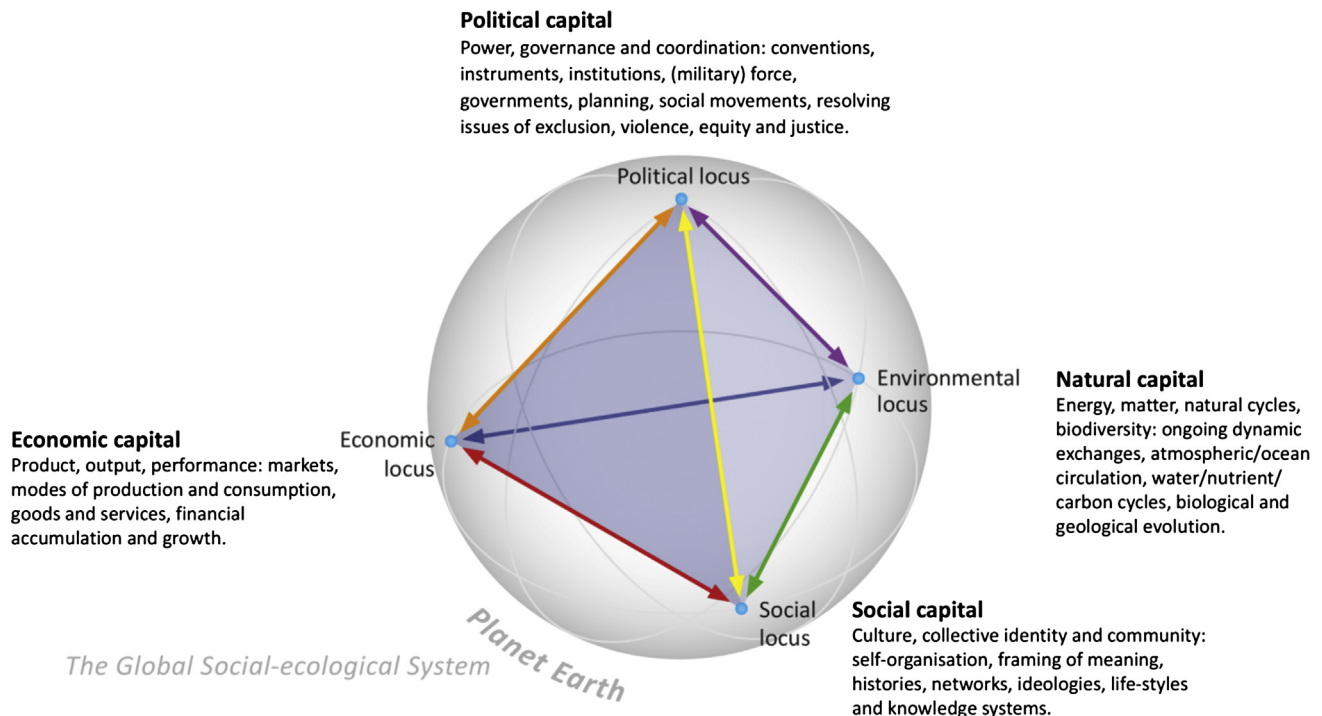 Political capital
Power, governance and coordination: conventions,
instruments, institutions, (military) force,
governments, planning, social movements, resolving
issues of exclusion, violence, equity and justice.
Political locus
Environmental
locus
Natural capital
Energy, matter, natural cycles,
biodiversity: ongoing dynamic
exchanges, atmospheric/ocean
circulation, water/nutrient/
carbon cycles, biological and
geological evolution.
Economic capital
Product, output, performance: markets,
modes of production and consumption,
goods and services, financial
accumulation and growth.
Economic
locus
Social
locus
Social capital
Culture, collective identity and community:
self-organisation, framing of meaning,
histories, networks, ideologies, life-styles
and knowledge systems.
The Global Social-ecological System
Planet Earth